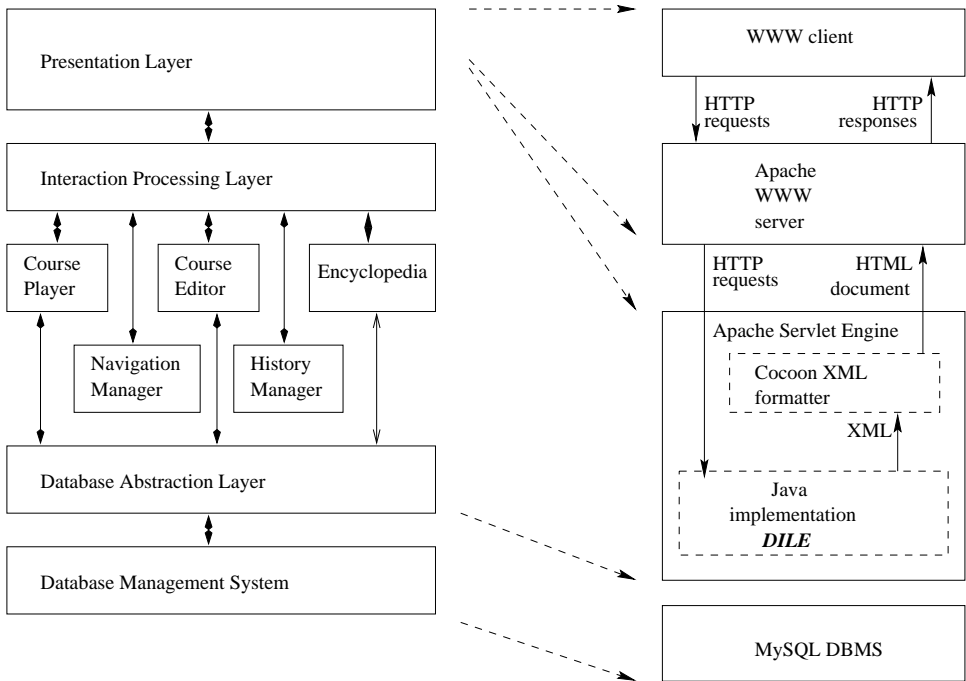 Presentation Layer
Interaction Processing Layer
Course
Player
Course
Editor
Encyclopedia
Navigation
Manager
History
Manager
Database Abstraction Layer
Database Management System
WWW client
HTTP
requests
HTTP
responses
Apache
WWW
server
HTTP
requests
HTML
document
Apache Servlet Engine
Cocoon XML
formatter
XML
Java
implementation
DILE
MySQL DBMS